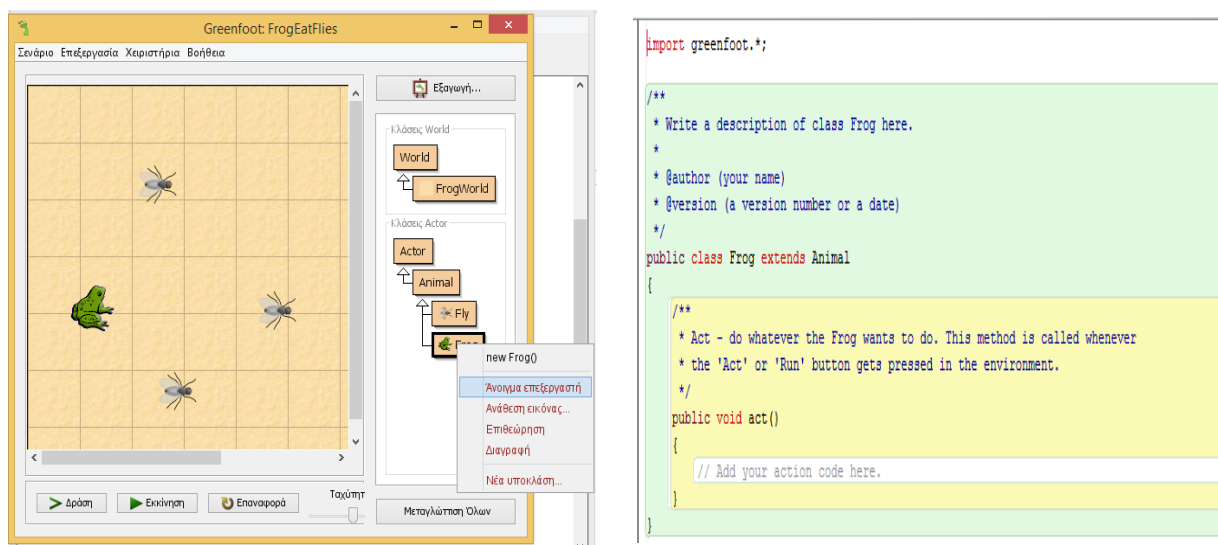 Greenfoot: FrogEatFlies
Σενάριο Επεξεργασία Χειριστήρια Βοήθεια
Εξαγωγή...
Κλάσεις World
World
FrogWorld
Κλάσεις Actor
Actor
Animal
Fly
new Frog()
Άνοιγμα επεξεργαστή
Ανάθεση εικόνας...
Επιθεώρηση
Διαγραφή
Νέα υποκλάση...
Δράση
Εκκίνηση
Επαναφορά
Ταχύτητ
Μεταγλώττιση Όλων
import greenfoot.*;
/**
* Write a description of class Frog here.
*
* @author (your name)
* @version (a version number or a date)
*/
public class Frog extends Animal
{
/**
* Act - do whatever the Frog wants to do. This method is called whenever
* the 'Act' or 'Run' button gets pressed in the environment.
*/
public void act()
{
// Add your action code here.
}
}